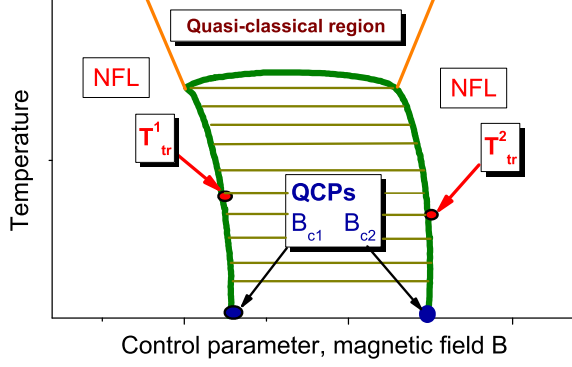 Quasi-classical region
NFL
NFL
T¹tr
T²tr
QCPs
Bc1 Bc2
Temperature
Control parameter, magnetic field B